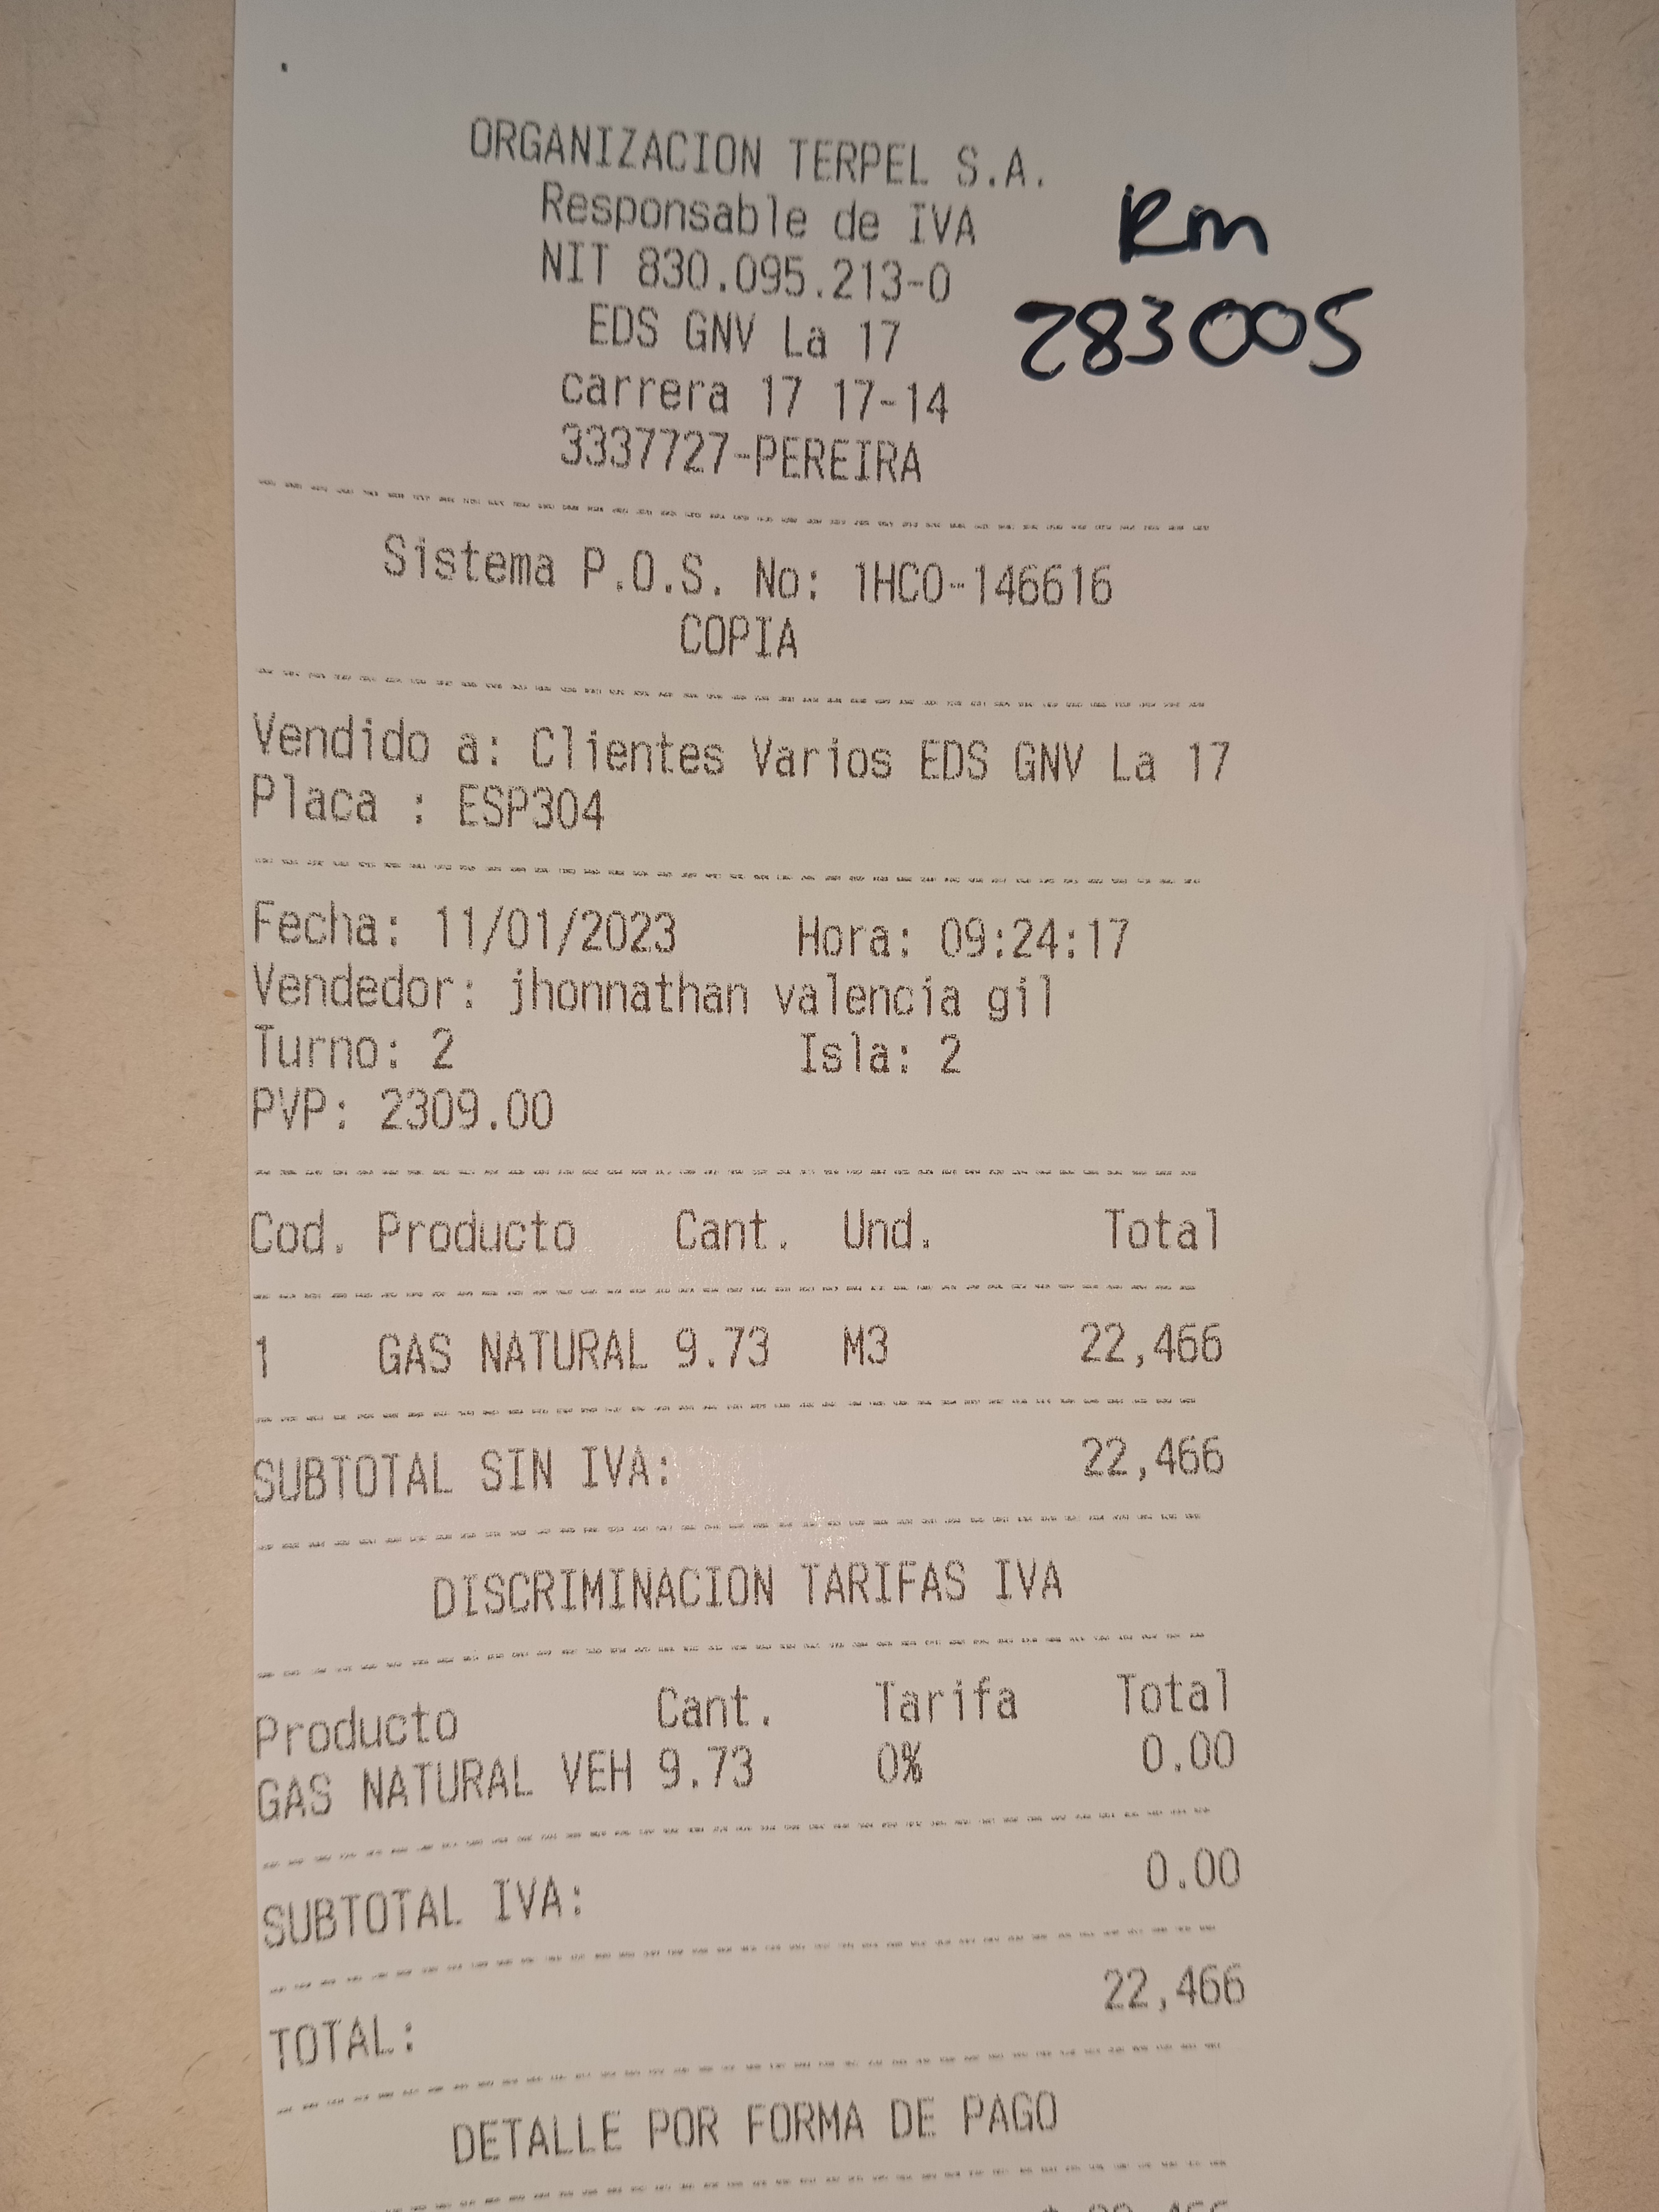 ORGANIZACION TERPEL S.A.
Responsable de IVA
NIT 830.095.213-0
EDS GNV La 17
carrera 17 17-14
3337727-PEREIRA
Km
283005
Sistema P.O.S. No: 1HCO-146616
COPIA
Vendido a: Clientes Varios EDS GNV La 17
Placa : ESP304
Fecha: 11/01/2023 Hora: 09:24:17
Vendedor: jhonnathan valencia gil
Turno: 2 Isla: 2
PVP: 2309.00
Cod. Producto Cant. Und. Total
1 GAS NATURAL 9.73 M3 22,466
SUBTOTAL SIN IVA: 22,466
DISCRIMINACION TARIFAS IVA
Producto Cant. Tarifa Total
GAS NATURAL VEH 9.73 0% 0.00
SUBTOTAL IVA: 0.00
TOTAL: 22,466
DETALLE POR FORMA DE PAGO